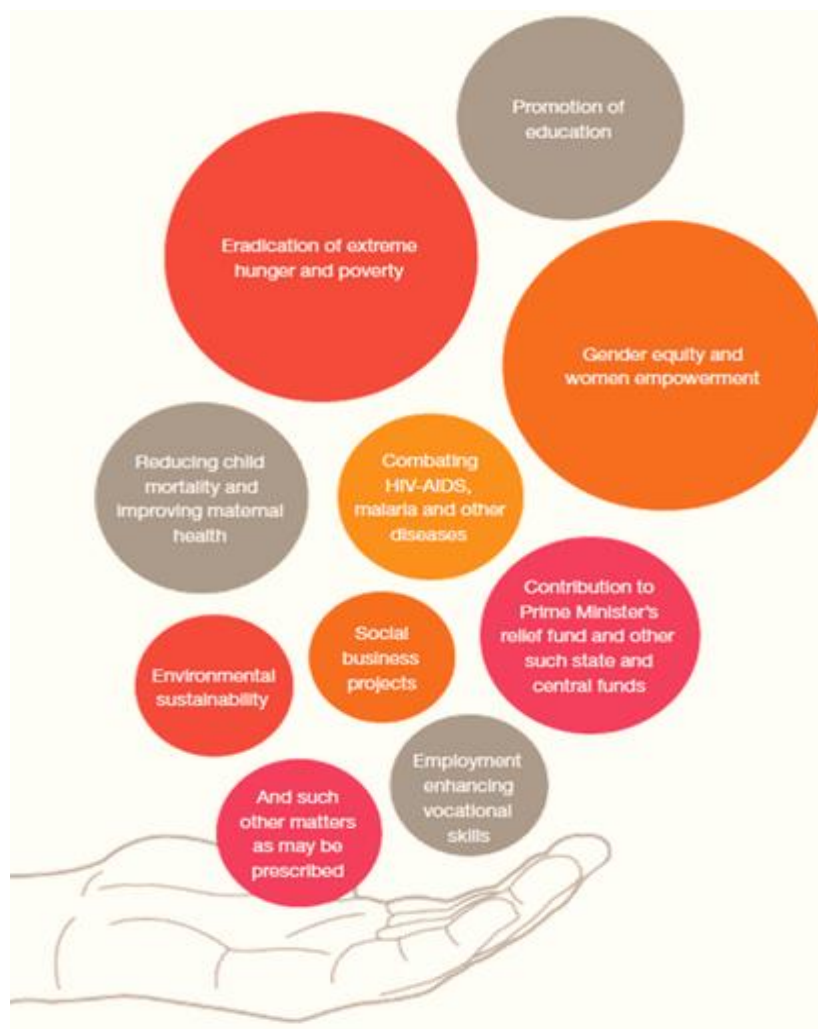 Promotion of
education
Eradication of extreme
hunger and poverty
Gender equity and
women empowerment
Reducing child
mortality and
improving maternal
health
Combating
HIV-AIDS,
malaria and other
diseases
Contribution to
Prime Minister's
relief fund and other
such state and
central funds
Social
business
projects
Environmental
sustainability
Employment
enhancing
vocational
skills
And such
other matters
as may be
prescribed